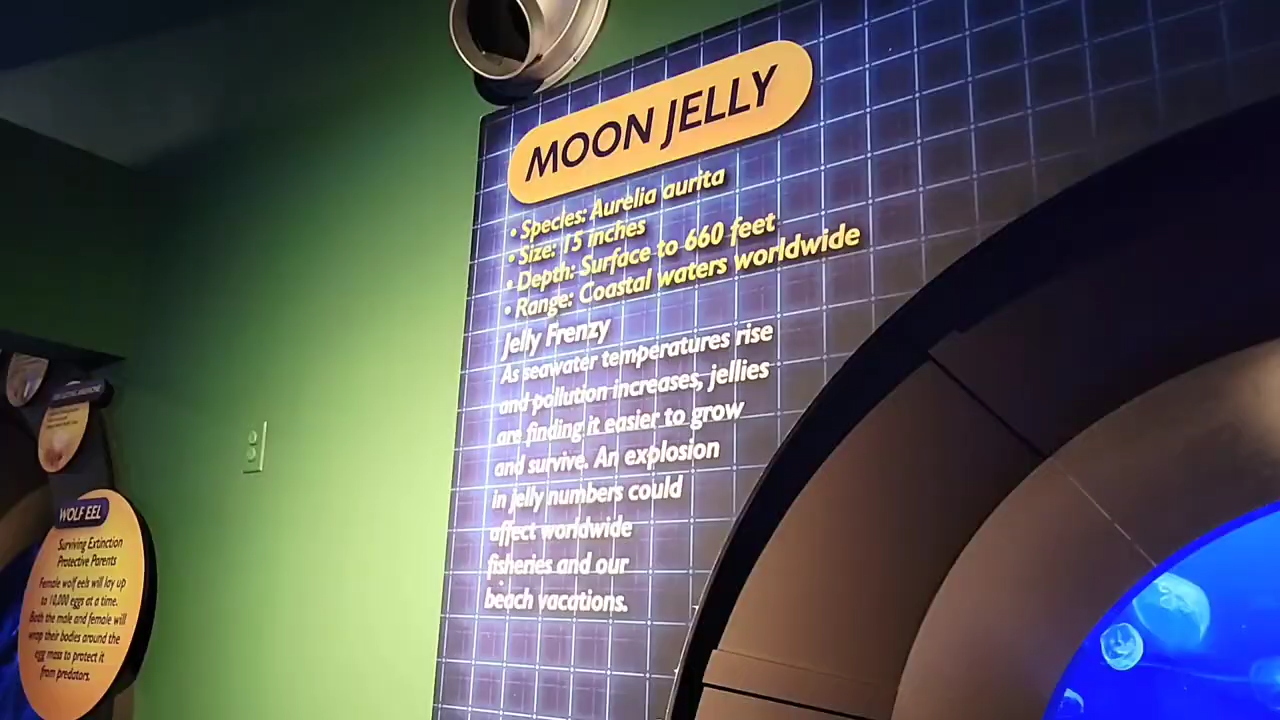 MOON JELLY
• Species: Aurelia aurita
• Size: 15 inches
• Depth: Surface to 660 feet
• Range: Coastal waters worldwide
Jelly Frenzy
As seawater temperatures rise
and pollution increases, jellies
are finding it easier to grow
and survive. An explosion
in jelly numbers could
affect worldwide
fisheries and our
beach vacations.
WOLF EEL
Surviving Extinction
Protective Parents
Female wolf eels will lay up
to 10,000 eggs at a time.
Both the male and female will
wrap their bodies around the
egg mass to protect it
from predators.